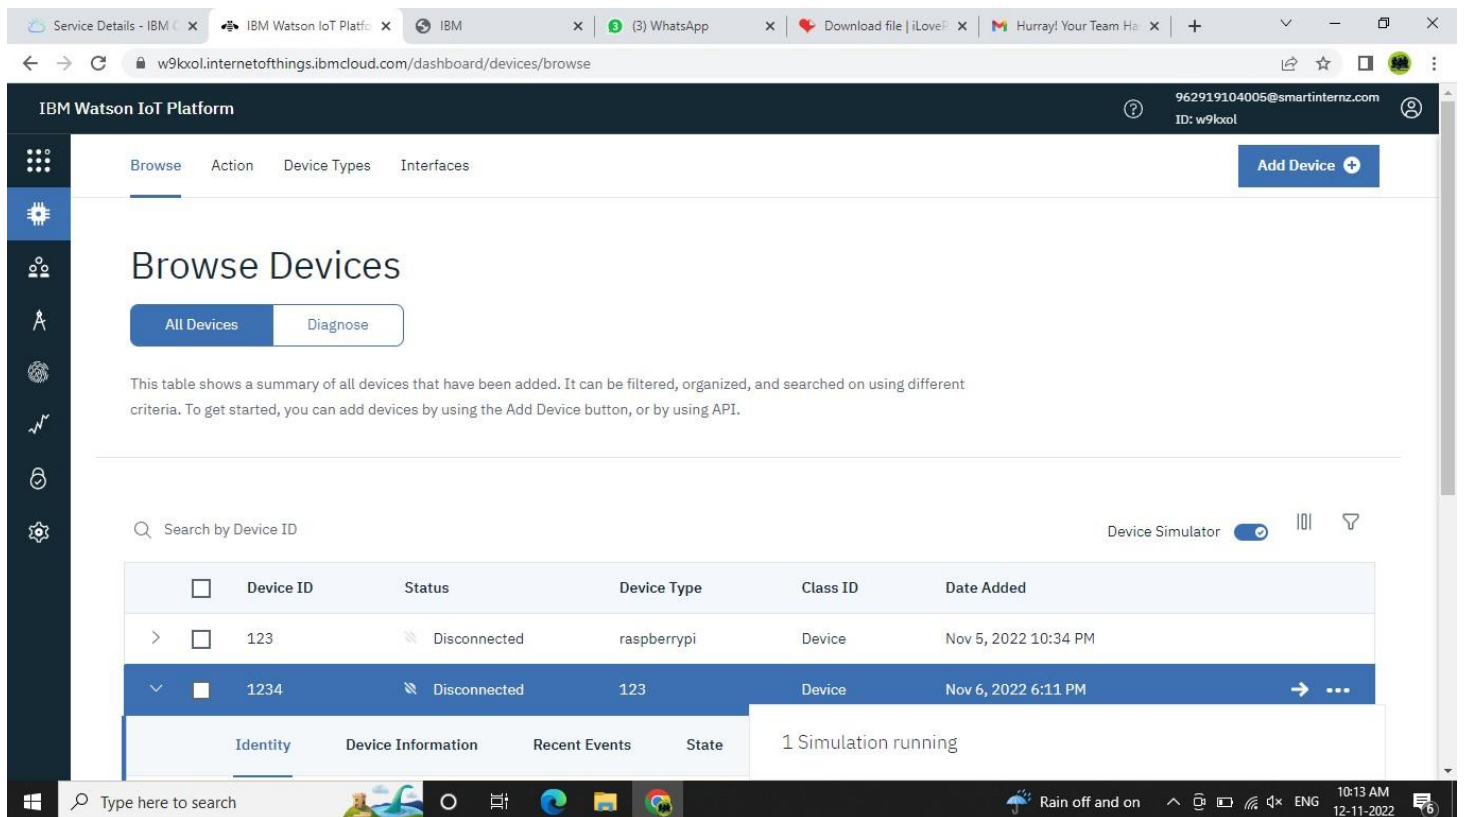 Service Details - IBM C
IBM Watson IoT Platfo
IBM
(3) WhatsApp
Download file | iLoveP
Hurray! Your Team Ha
w9kxol.internetofthings.ibmcloud.com/dashboard/devices/browse
IBM Watson IoT Platform
962919104005@smartinternz.com
ID: w9kxol
Browse Action Device Types Interfaces
Add Device
Browse Devices
All Devices Diagnose
This table shows a summary of all devices that have been added. It can be filtered, organized, and searched on using different
criteria. To get started, you can add devices by using the Add Device button, or by using API.
Search by Device ID
Device Simulator
Device ID Status Device Type Class ID Date Added
123 Disconnected raspberrypi Device Nov 5, 2022 10:34 PM
1234 Disconnected 123 Device Nov 6, 2022 6:11 PM
Identity Device Information Recent Events State
1 Simulation running
Type here to search
Rain off and on
ENG
10:13 AM
12-11-2022
6